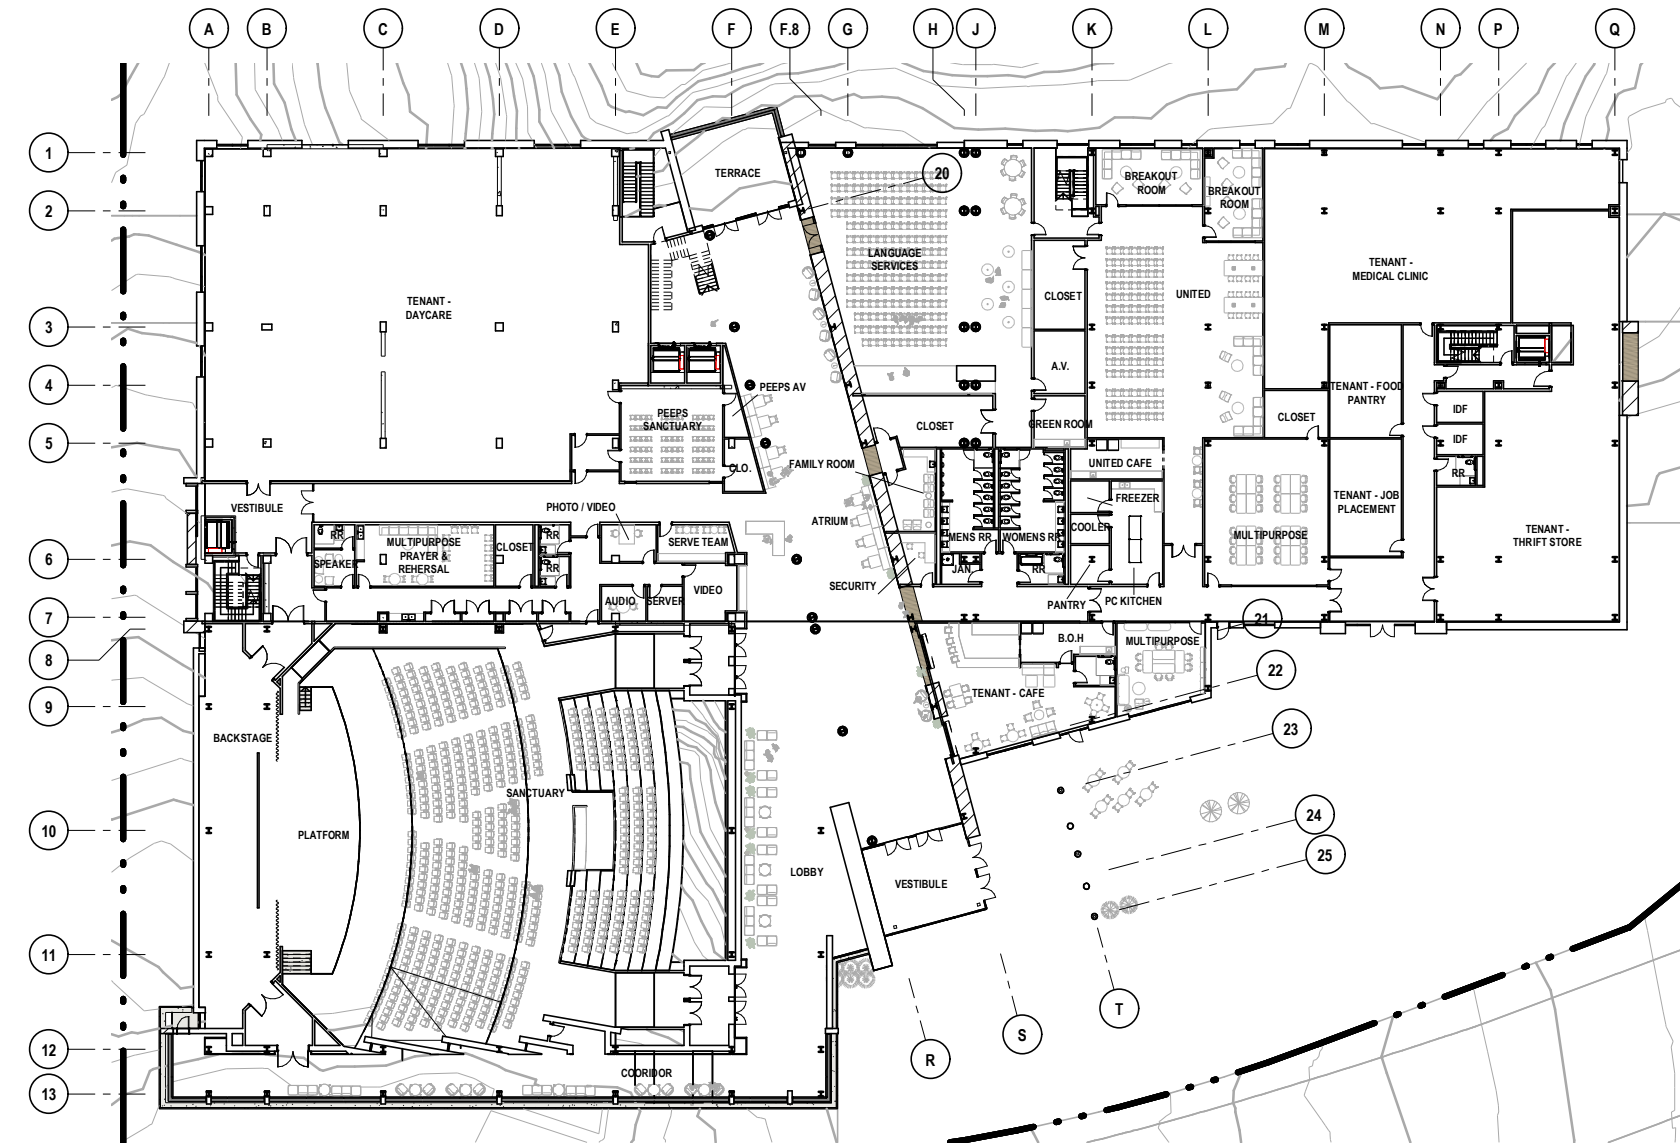 A B C D E F F.8 G H J K L M N P Q
1
2
3
4
5
6
7
8
9
10
11
12
13
20
21
22
23
24
25
R
S
T
TERRACE
BREAKOUT
ROOM
BREAKOUT
ROOM
LANGUAGE
SERVICES
TENANT -
MEDICAL CLINIC
TENANT -
DAYCARE
CLOSET
UNITED
A.V.
PEEPS AV
TENANT - FOOD
PANTRY
PEEPS
SANCTUARY
CLOSET
GREEN ROOM
CLOSET
IDF
IDF
RR
CLO.
FAMILY ROOM
UNITED CAFE
FREEZER
TENANT - JOB
PLACEMENT
VESTIBULE
PHOTO / VIDEO
ATRIUM
COOLER
TENANT -
THRIFT STORE
RR
MULTIPURPOSE
PRAYER &
REHERSAL
CLOSET
RR
SERVE TEAM
MENS RR
WOMENS RR
MULTIPURPOSE
SPEAKER
RR
JAN.
RR
SECURITY
AUDIO
SERVER
VIDEO
PANTRY
PC KITCHEN
B.O.H
MULTIPURPOSE
TENANT - CAFE
BACKSTAGE
SANCTUARY
PLATFORM
LOBBY
VESTIBULE
COORIDOR